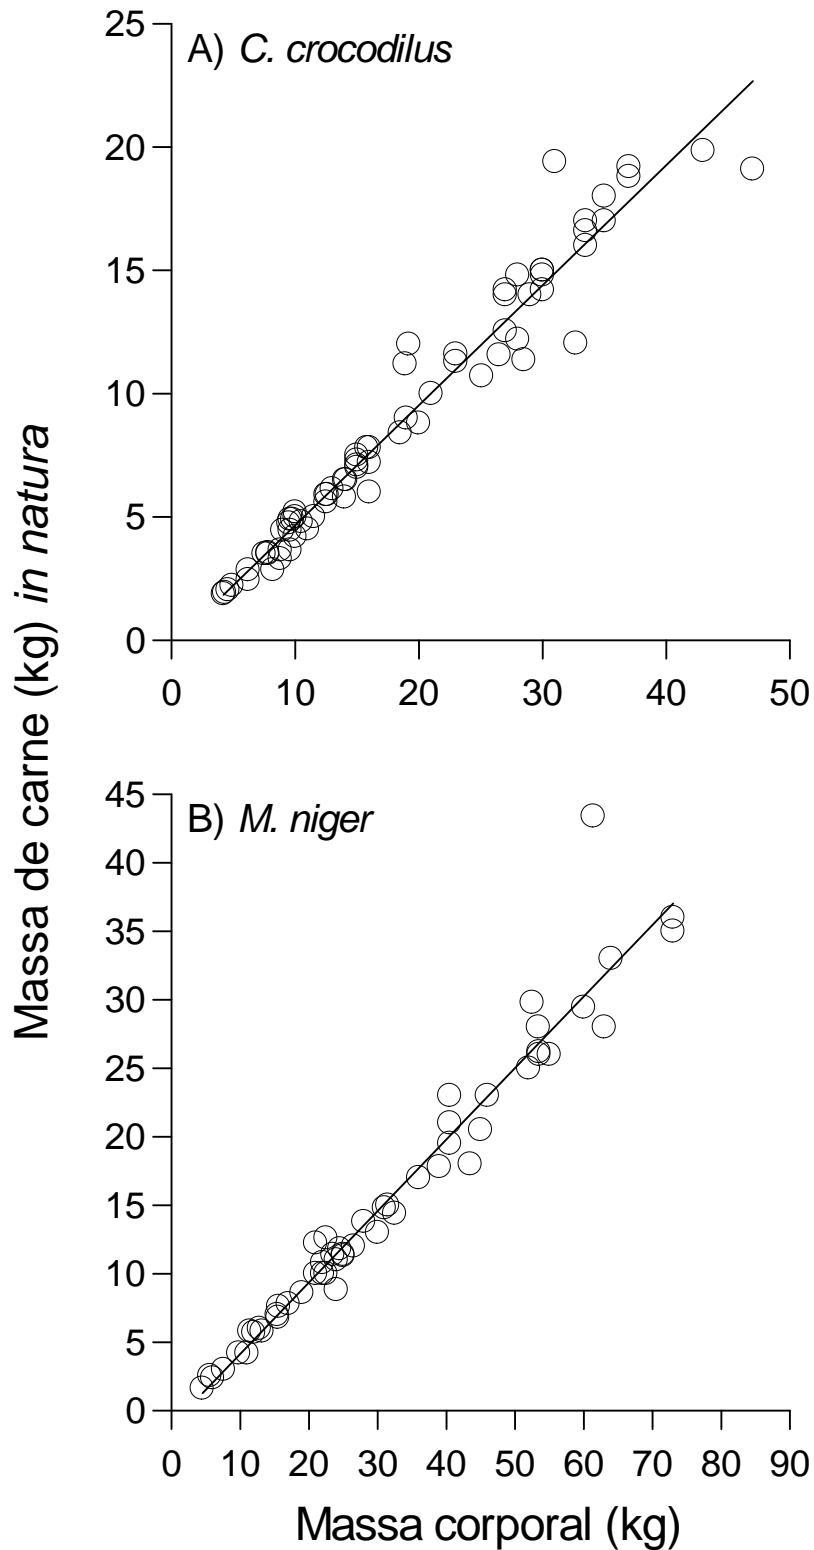 Massa de carne (kg) in natura
A) C. crocodilus
25
20
15
10
5
0
0 10 20 30 40 50
B) M. niger
45
40
35
30
25
20
15
10
5
0
0 10 20 30 40 50 60 70 80 90
Massa corporal (kg)